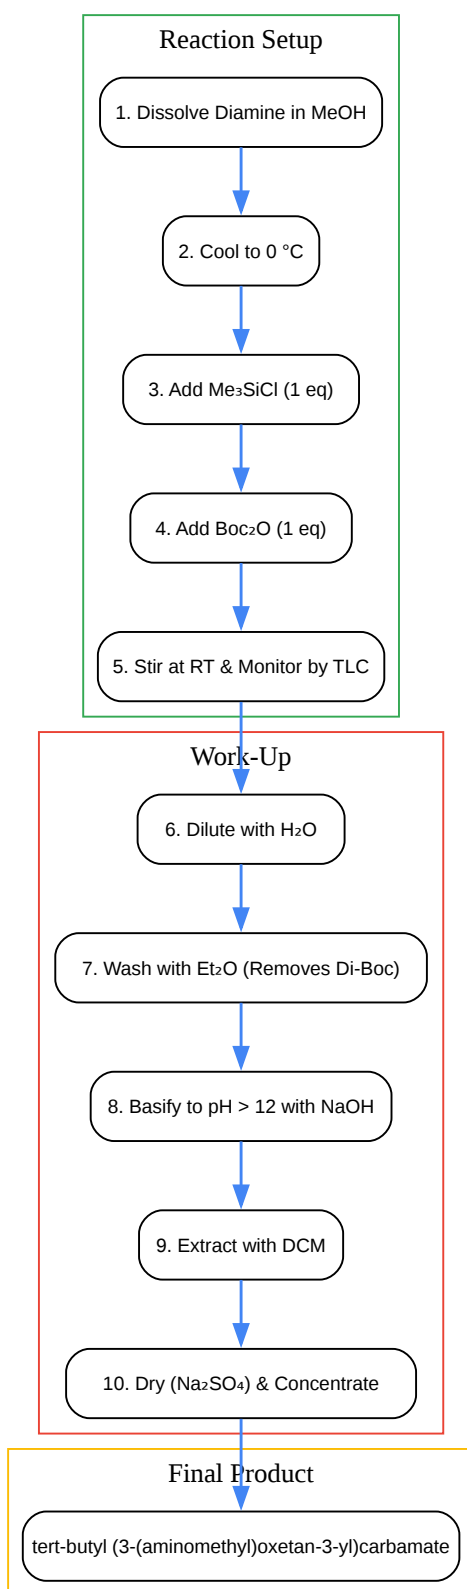 Reaction Setup
1. Dissolve Diamine in MeOH
2. Cool to 0 °C
3. Add Me₃SiCl (1 eq)
4. Add Boc₂O (1 eq)
5. Stir at RT & Monitor by TLC
Work-Up
6. Dilute with H₂O
7. Wash with Et₂O (Removes Di-Boc)
8. Basify to pH > 12 with NaOH
9. Extract with DCM
10. Dry (Na₂SO₄) & Concentrate
Final Product
tert-butyl (3-(aminomethyl)oxetan-3-yl)carbamate